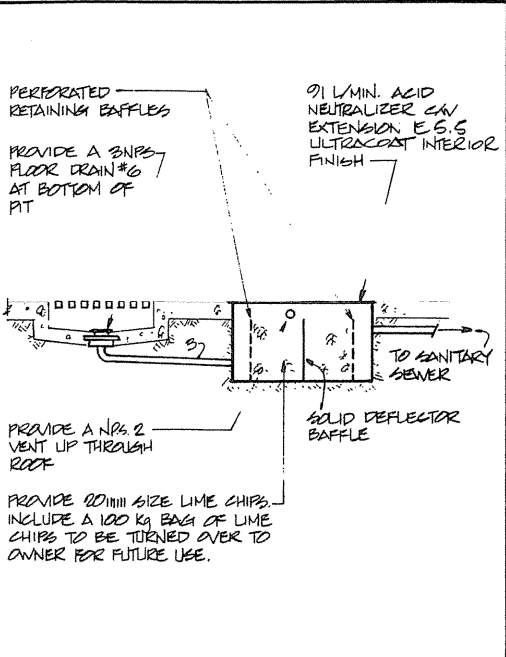 PERFORATED
RETAINING BAFFLES
PROVIDE A 3NPS
FLOOR DRAIN #6
AT BOTTOM OF
PIT
91 L/MIN. ACID
NEUTRALIZER C/W
EXTENSION E 5.5
ULTRACOAT INTERIOR
FINISH
3
TO SANITARY
SEWER
SOLID DEFLECTOR
BAFFLE
PROVIDE A NPS. 2
VENT UP THROUGH
ROOF
PROVIDE 20mm SIZE LIME CHIPS.
INCLUDE A 100 Kg BAG OF LIME
CHIPS TO BE TURNED OVER TO
OWNER FOR FUTURE USE.